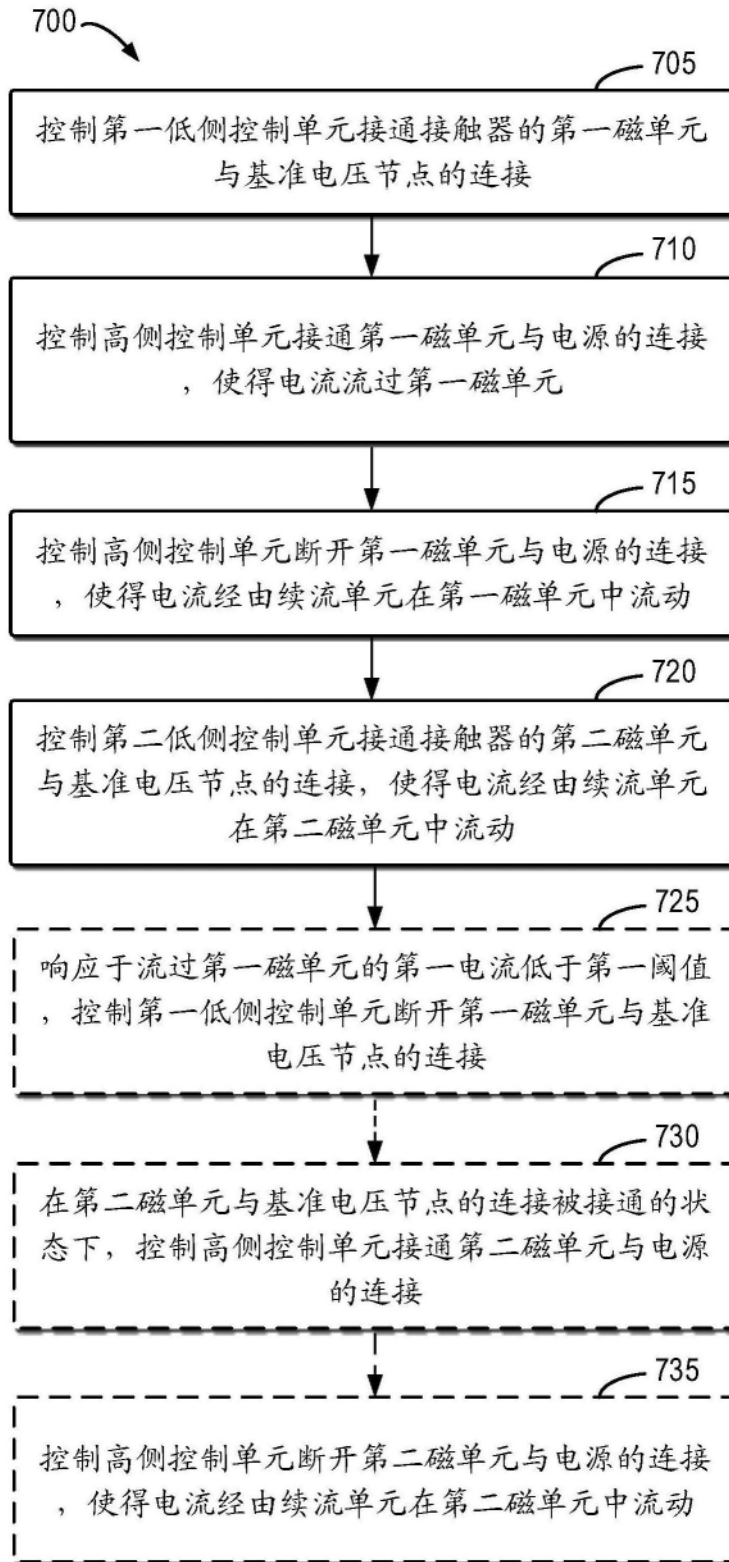 700
705
控制第一低侧控制单元接通接触器的第一磁单元
与基准电压节点的连接
710
控制高侧控制单元接通第一磁单元与电源的连接
，使得电流流过第一磁单元
715
控制高侧控制单元断开第一磁单元与电源的连接
，使得电流经由续流单元在第一磁单元中流动
720
控制第二低侧控制单元接通接触器的第二磁单元
与基准电压节点的连接，使得电流经由续流单元
在第二磁单元中流动
725
响应于流过第一磁单元的第一电流低于第一阈值
，控制第一低侧控制单元断开第一磁单元与基准
电压节点的连接
730
在第二磁单元与基准电压节点的连接被接通的状
态下，控制高侧控制单元接通第二磁单元与电源
的连接
735
控制高侧控制单元断开第二磁单元与电源的连接
，使得电流经由续流单元在第二磁单元中流动